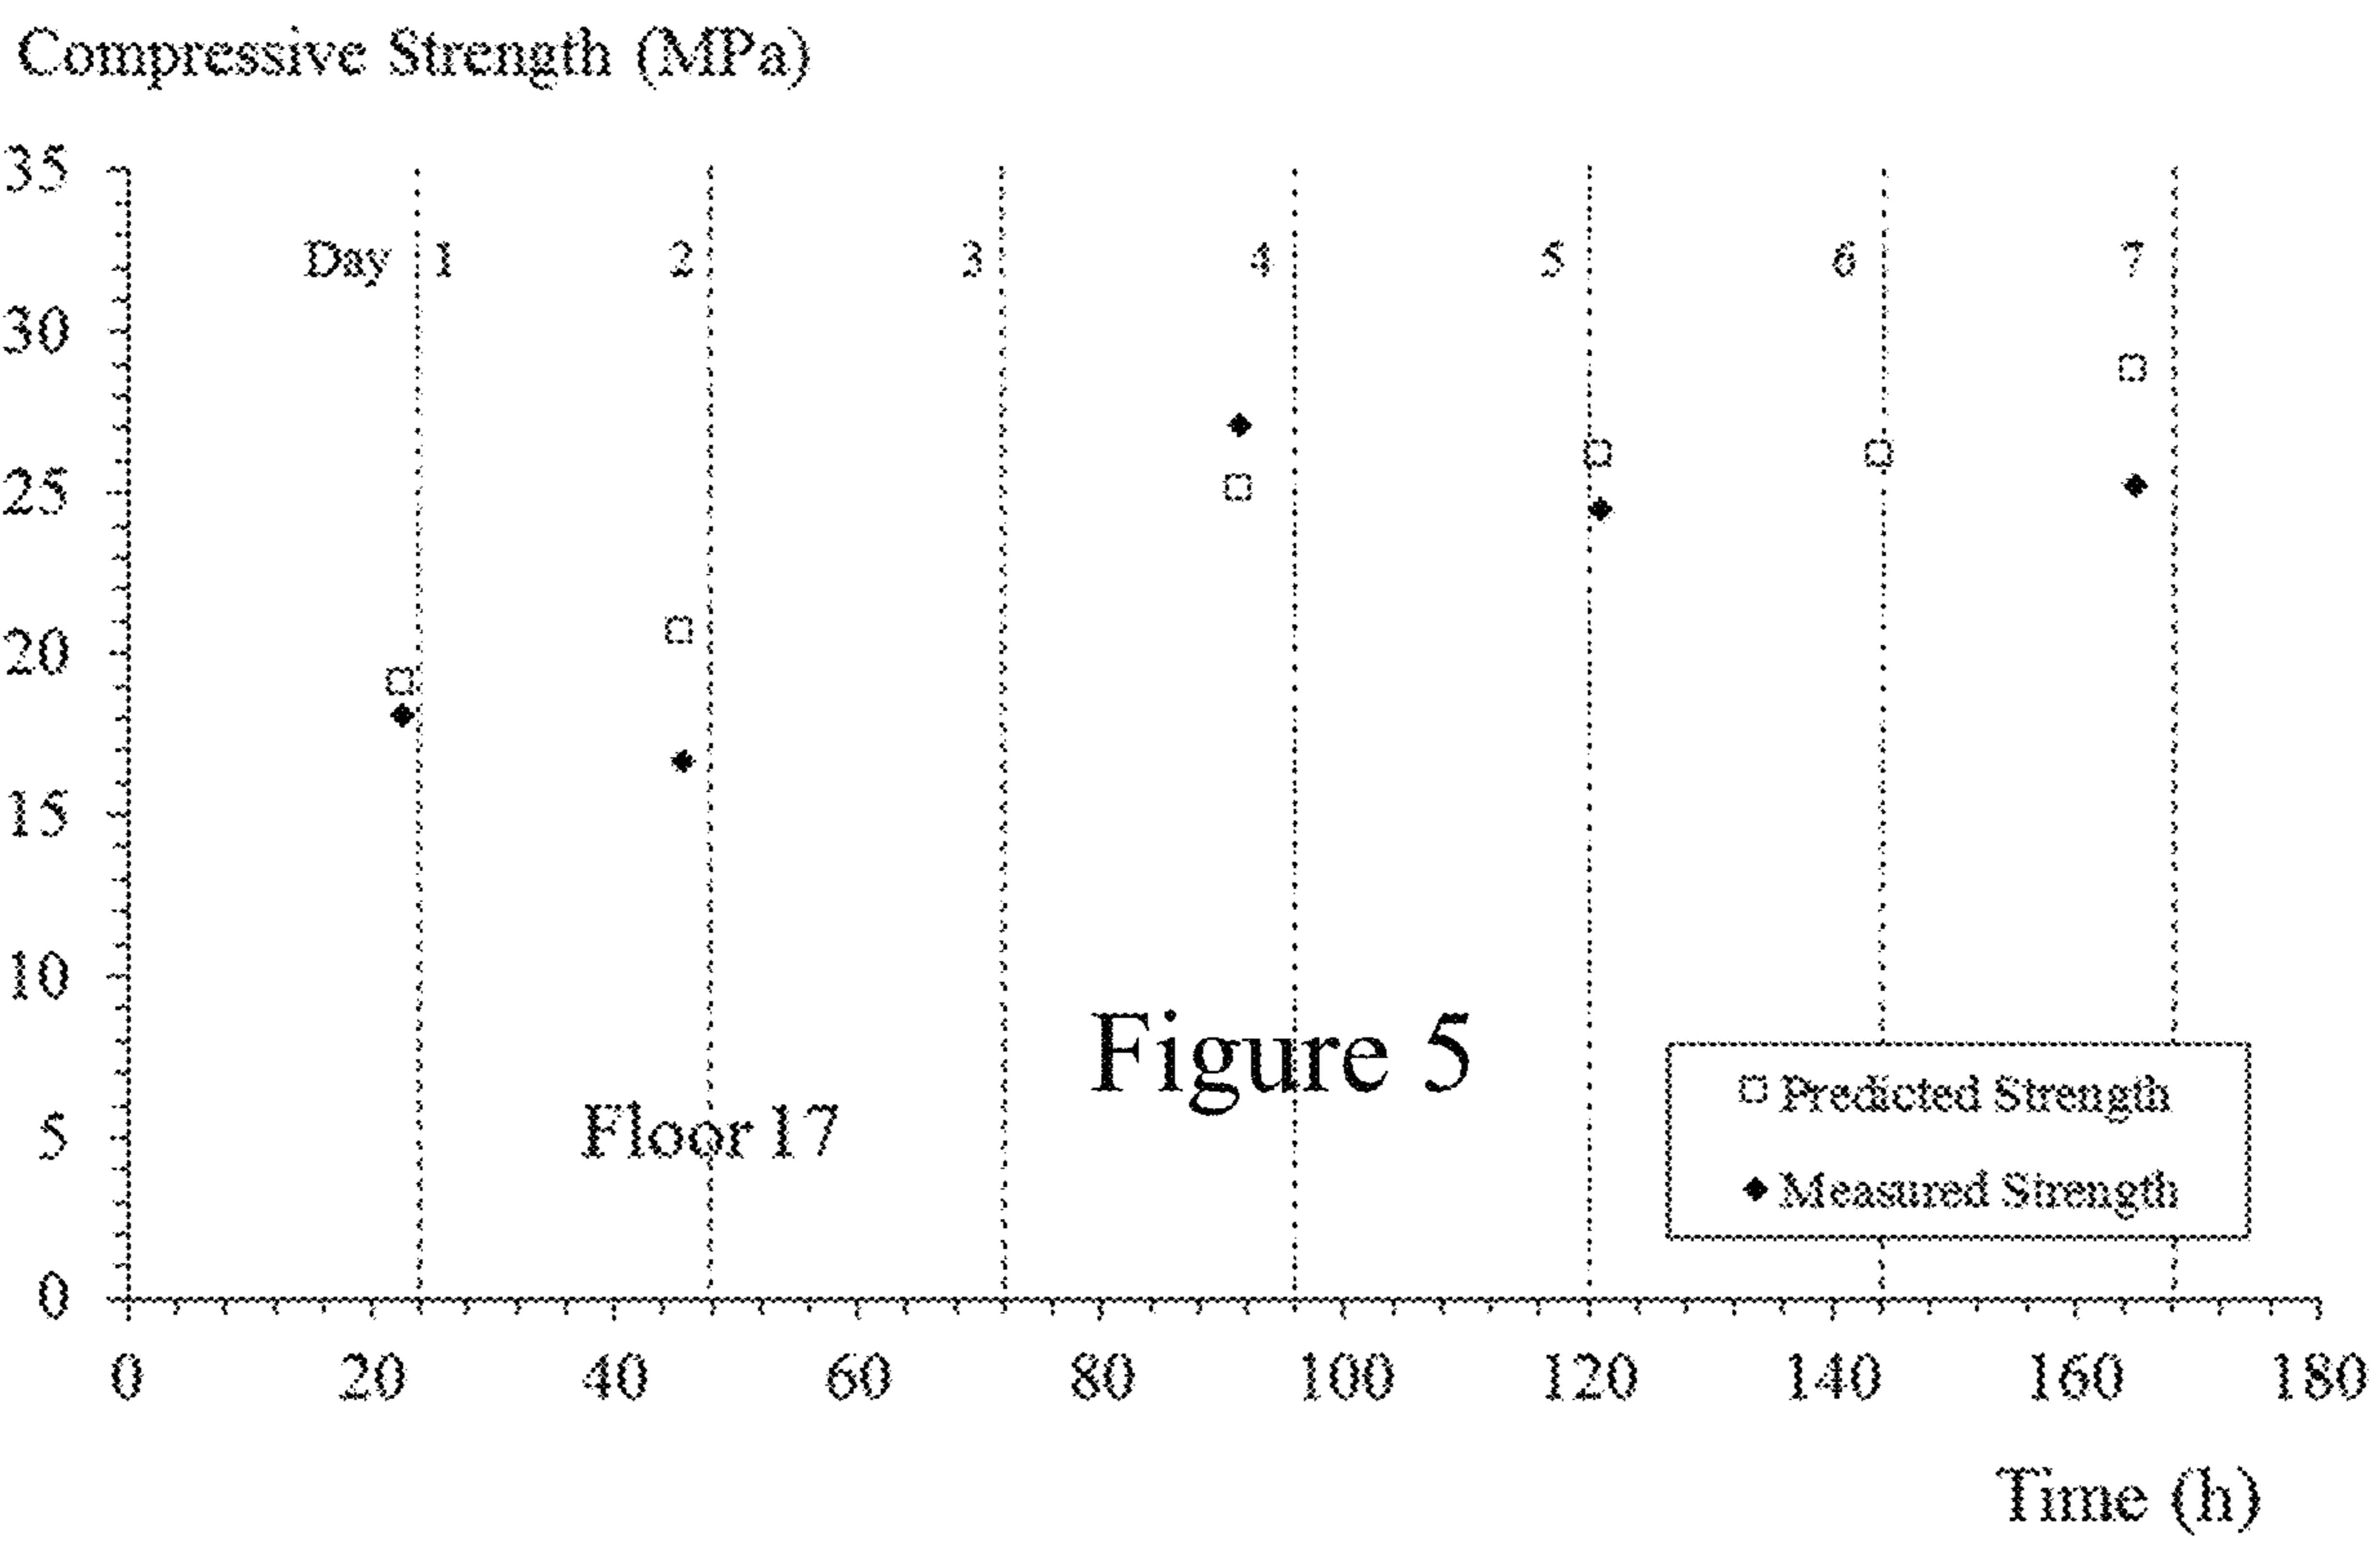 Compressive Strength (MPa)
35
Day 1 2 3 4 5 6 7
30
25
20
15
10
Figure 5
Predicted Strength
5
Floor 17
Measured Strength
0
0 20 40 60 80 100 120 140 160 180
Time (h)